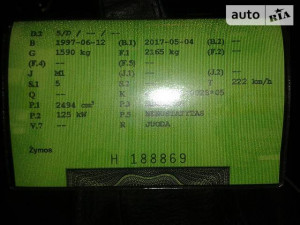 auto RIA
D.3 5/D / -- / --
B 1997-06-12 (B.1) 2017-05-04 (B.2) --
G 1590 kg F.1 2165 kg (F.2) --
(F.4) -- (F.5) --
J M1 (J.1) -- (J.2) --
S.1 5 S.2 T 222 km/h
Q -- K
P.1 2494 cm³ P.3
P.2 125 kW P.5 NENUSTATYTAS
V.7 -- R JUODA
Žymos
H 188869